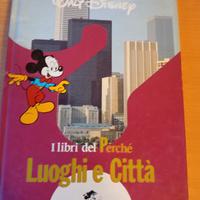 WALT DISNEY
I libri del Perché
Luoghi e Città